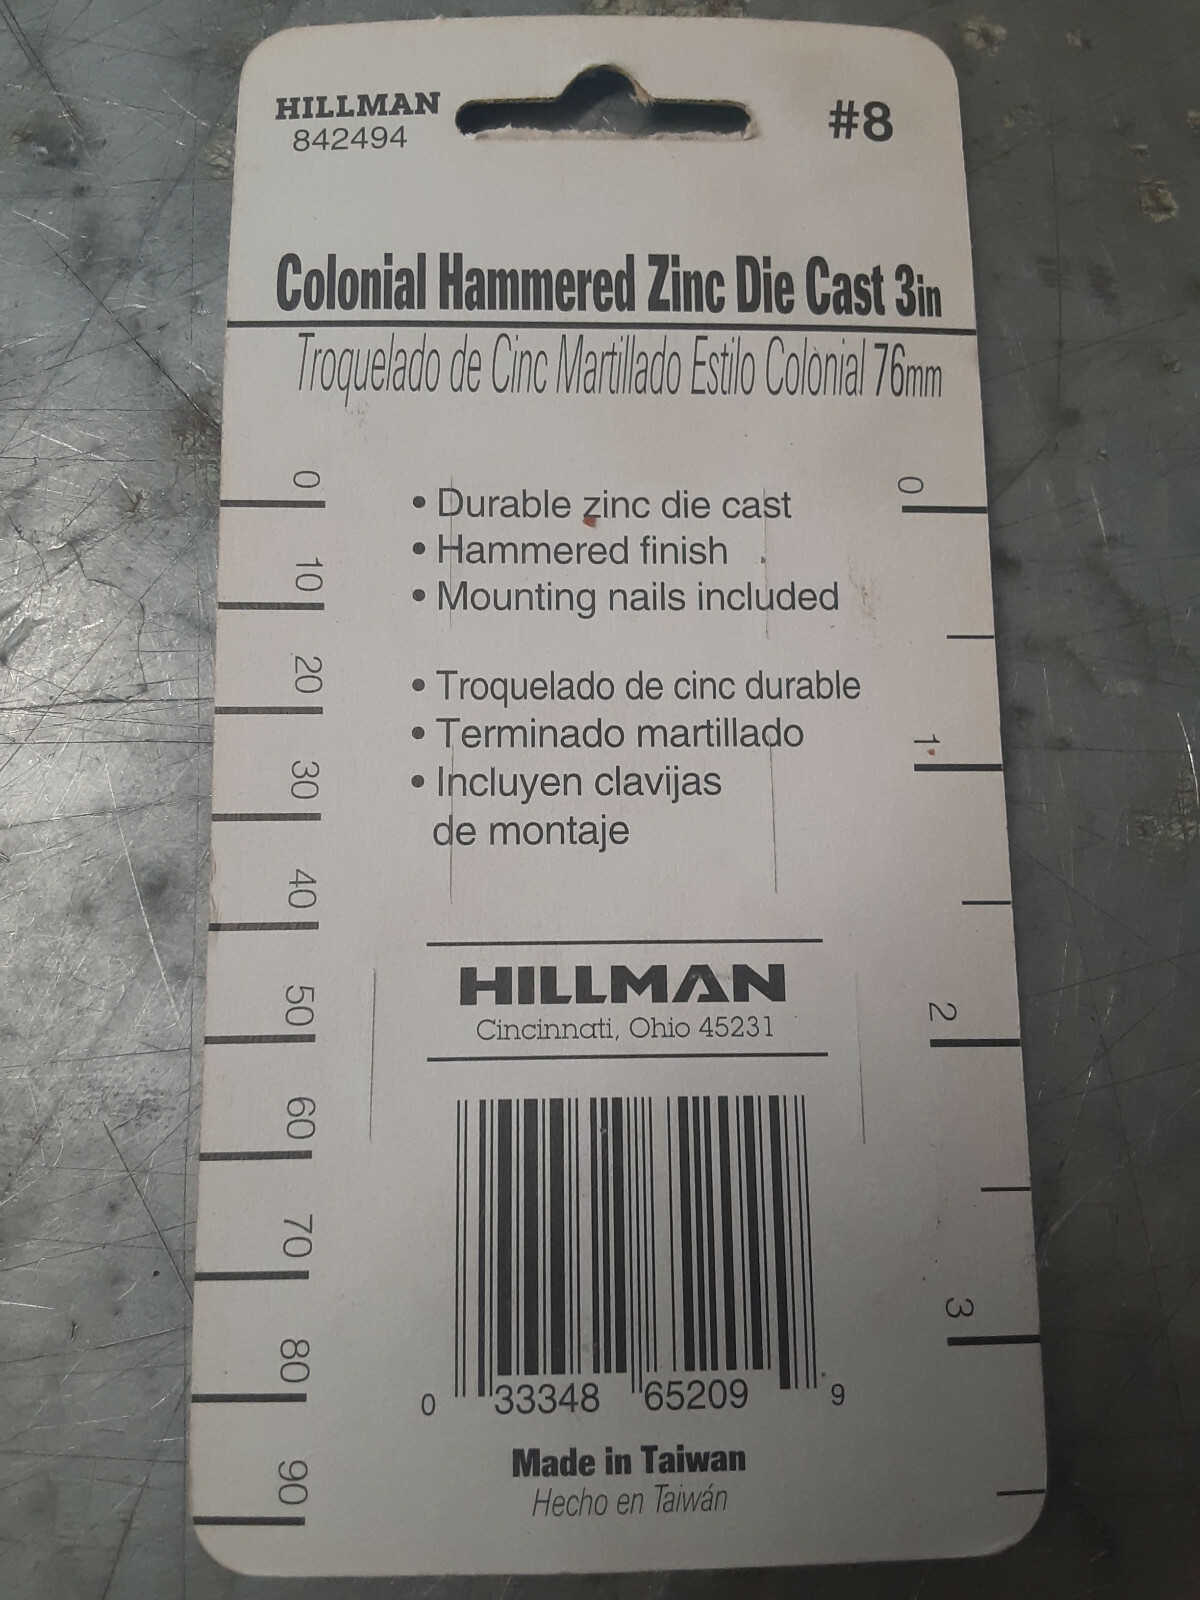 HILLMAN
842494
#8
Colonial Hammered Zinc Die Cast 3in
Troquelado de Cinc Martillado Estilo Colònial 76mm
0
10
20
30
40
50
60
70
80
90
0
1
2
3
• Durable zinc die cast
• Hammered finish
• Mounting nails included
• Troquelado de cinc durable
• Terminado martillado
• Incluyen clavijas
de montaje
HILLMAN
Cincinnati, Ohio 45231
0 33348 65209 9
Made in Taiwan
Hecho en Taiwán